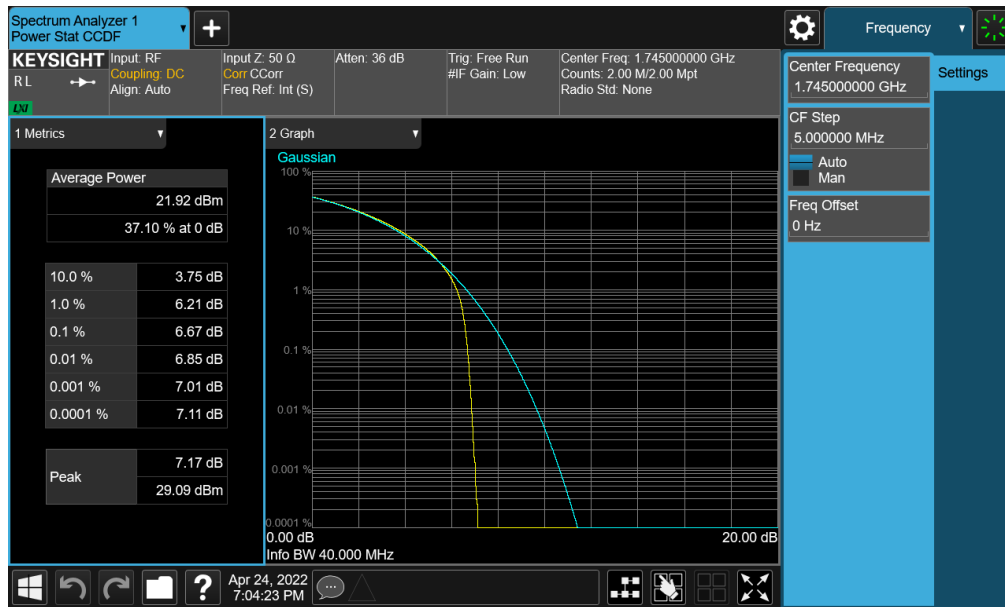 Spectrum Analyzer 1
Power Stat CCDF
Frequency
KEYSIGHT
RL
LXI
Input: RF
Coupling: DC
Align: Auto
Input Z: 50 Ω
Corr CCorr
Freq Ref: Int (S)
Atten: 36 dB
Trig: Free Run
#IF Gain: Low
Center Freq: 1.745000000 GHz
Counts: 2.00 M/2.00 Mpt
Radio Std: None
Center Frequency
1.745000000 GHz
Settings
CF Step
5.000000 MHz
Auto
Man
Freq Offset
0 Hz
1 Metrics
Average Power
21.92 dBm
37.10 % at 0 dB
10.0 % 3.75 dB
1.0 % 6.21 dB
0.1 % 6.67 dB
0.01 % 6.85 dB
0.001 % 7.01 dB
0.0001 % 7.11 dB
Peak
7.17 dB
29.09 dBm
2 Graph
Gaussian
100 %
10 %
1 %
0.1 %
0.01 %
0.001 %
0.0001 %
0.00 dB 20.00 dB
Info BW 40.000 MHz
Apr 24, 2022
7:04:23 PM